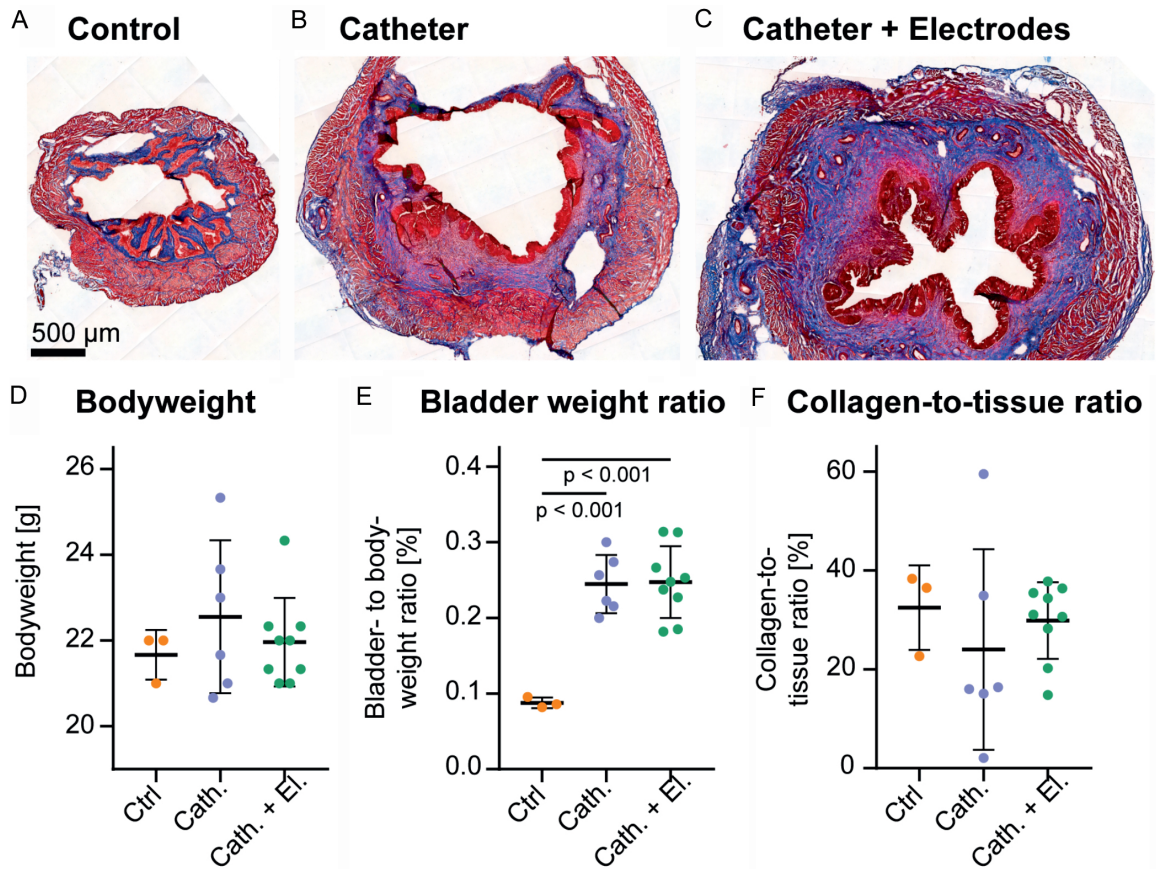 A Control
B Catheter
C Catheter + Electrodes
500 µm
D Bodyweight
Bodyweight [g]
26
24
22
20
Ctrl
Cath.
Cath. + El.
E Bladder weight ratio
Bladder- to body-
weight ratio [%]
0.4
0.3
0.2
0.1
0.0
p < 0.001
p < 0.001
Ctrl
Cath.
Cath. + El.
F Collagen-to-tissue ratio
Collagen-to-
tissue ratio [%]
60
40
20
0
Ctrl
Cath.
Cath. + El.